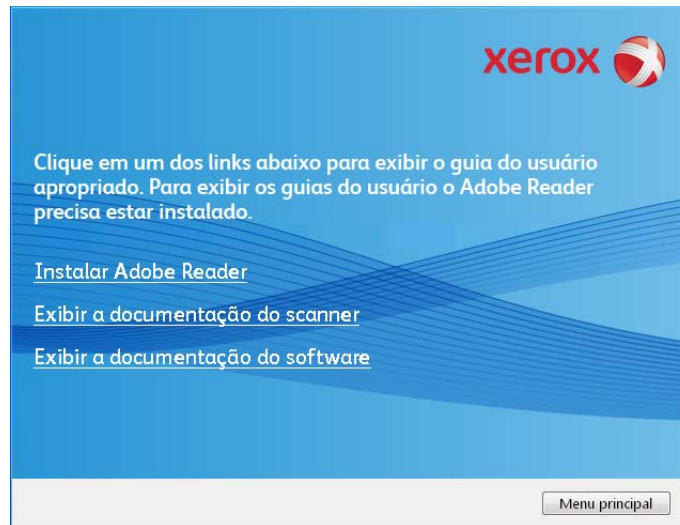 xerox
Clique em um dos links abaixo para exibir o guia do usuário
apropriado. Para exibir os guias do usuário o Adobe Reader
precisa estar instalado.
Instalar Adobe Reader
Exibir a documentação do scanner
Exibir a documentação do software
Menu principal